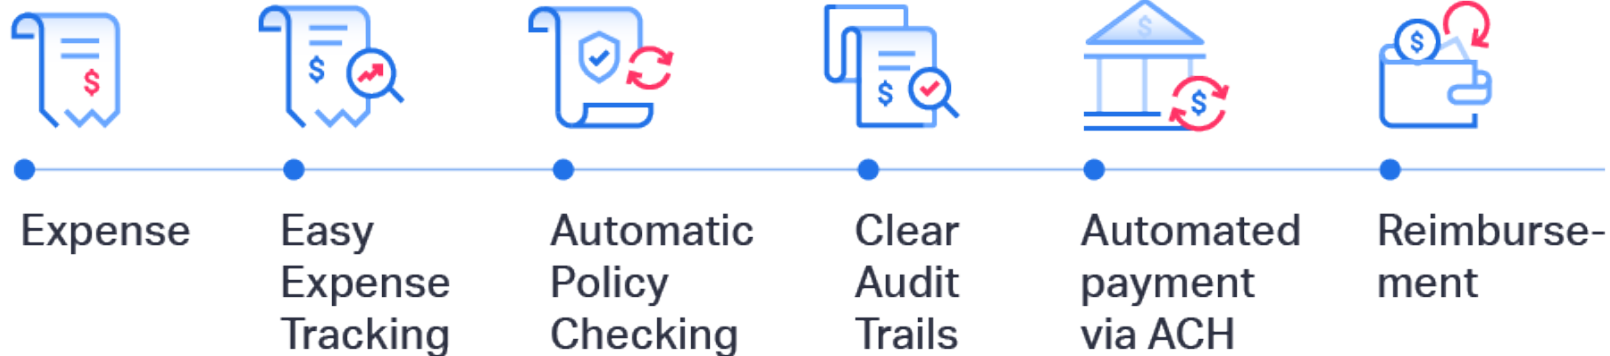 Expense
Easy
Expense
Tracking
Automatic
Policy
Checking
Clear
Audit
Trails
Automated
payment
via ACH
Reimburse-
ment
$
$
$
$
$
$